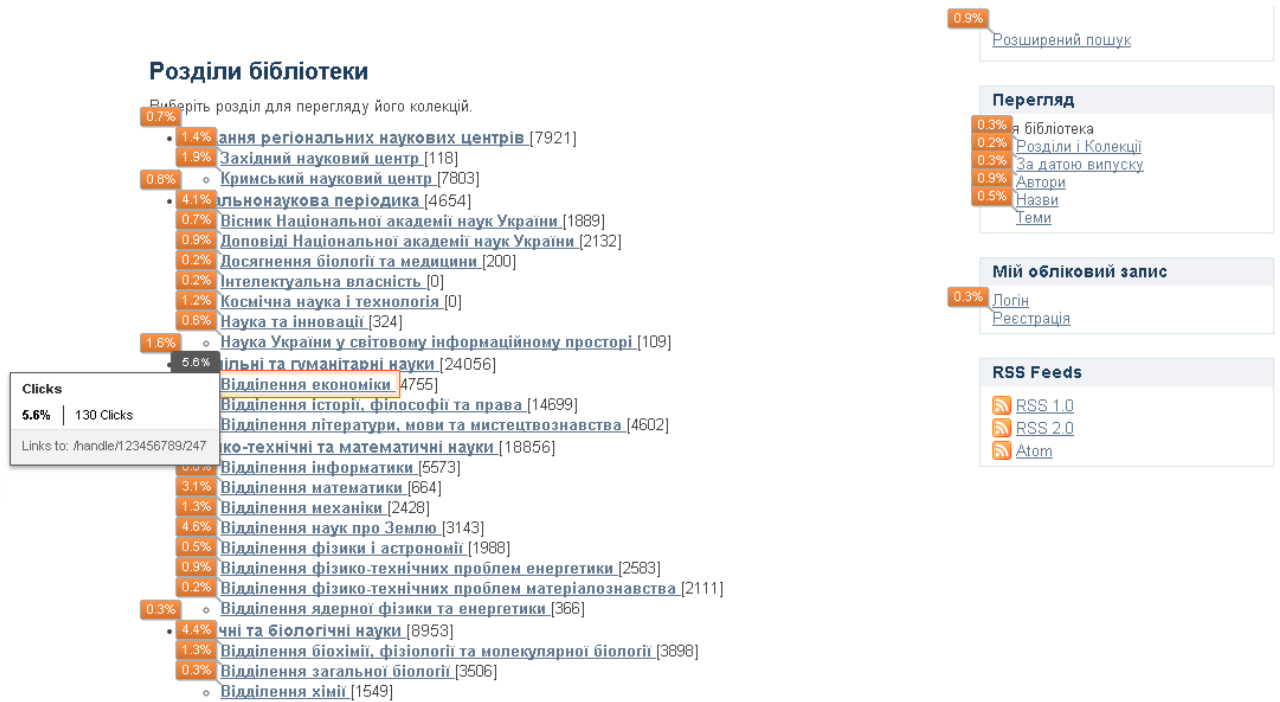 Розділи бібліотеки
Виберіть розділ для перегляду його колекцій.
0.7%
1.4% ання регіональних наукових центрів [7921]
1.9% Західний науковий центр [118]
0.8% Кримський науковий центр [7803]
4.1% льнонаукова періодика [4654]
0.7% Вісник Національної академії наук України [1889]
0.9% Доповіді Національної академії наук України [2132]
0.2% Досягнення біології та медицини [200]
0.2% Інтелектуальна власність [0]
1.2% Космічна наука і технологія [0]
0.6% Наука та інновації [324]
1.6% Наука України у світовому інформаційному просторі [109]
5.6% ільні та гуманітарні науки [24056]
Відділення економіки [4755]
Відділення історії, філософії та права [14699]
Відділення літератури, мови та мистецтвознавства [4602]
ко-технічні та математичні науки [18856]
Clicks
5.6% 130 Clicks
Links to: /handle/123456789/247
Відділення інформатики [5573]
3.1% Відділення математики [664]
1.3% Відділення механіки [2428]
4.6% Відділення наук про Землю [3143]
0.5% Відділення фізики і астрономії [1988]
0.9% Відділення фізико-технічних проблем енергетики [2583]
0.2% Відділення фізико-технічних проблем матеріалознавства [2111]
0.3% Відділення ядерної фізики та енергетики [366]
4.4% чні та біологічні науки [8953]
1.3% Відділення біохімії, фізіології та молекулярної біології [3898]
0.3% Відділення загальної біології [3506]
Відділення хімії [1549]
0.9%
Розширений пошук
Перегляд
0.3% я бібліотека
0.2% Розділи і Колекції
0.3% За датою випуску
0.9% Автори
0.5% Назви
Теми
Мій обліковий запис
0.3% Логін
Реєстрація
RSS Feeds
RSS 1.0
RSS 2.0
Atom